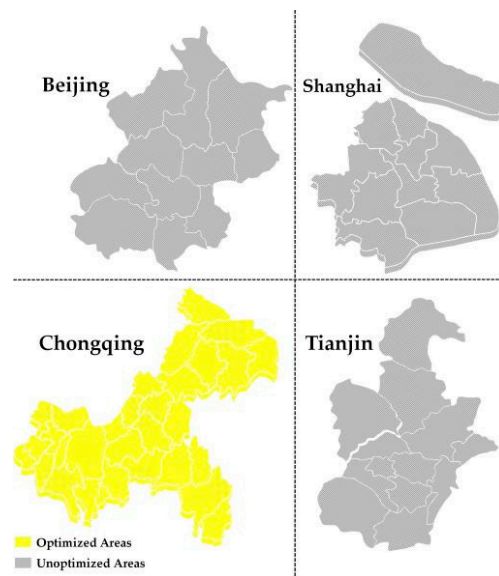 Beijing
Shanghai
Chongqing
Tianjin
Optimized Areas
Unoptimized Areas